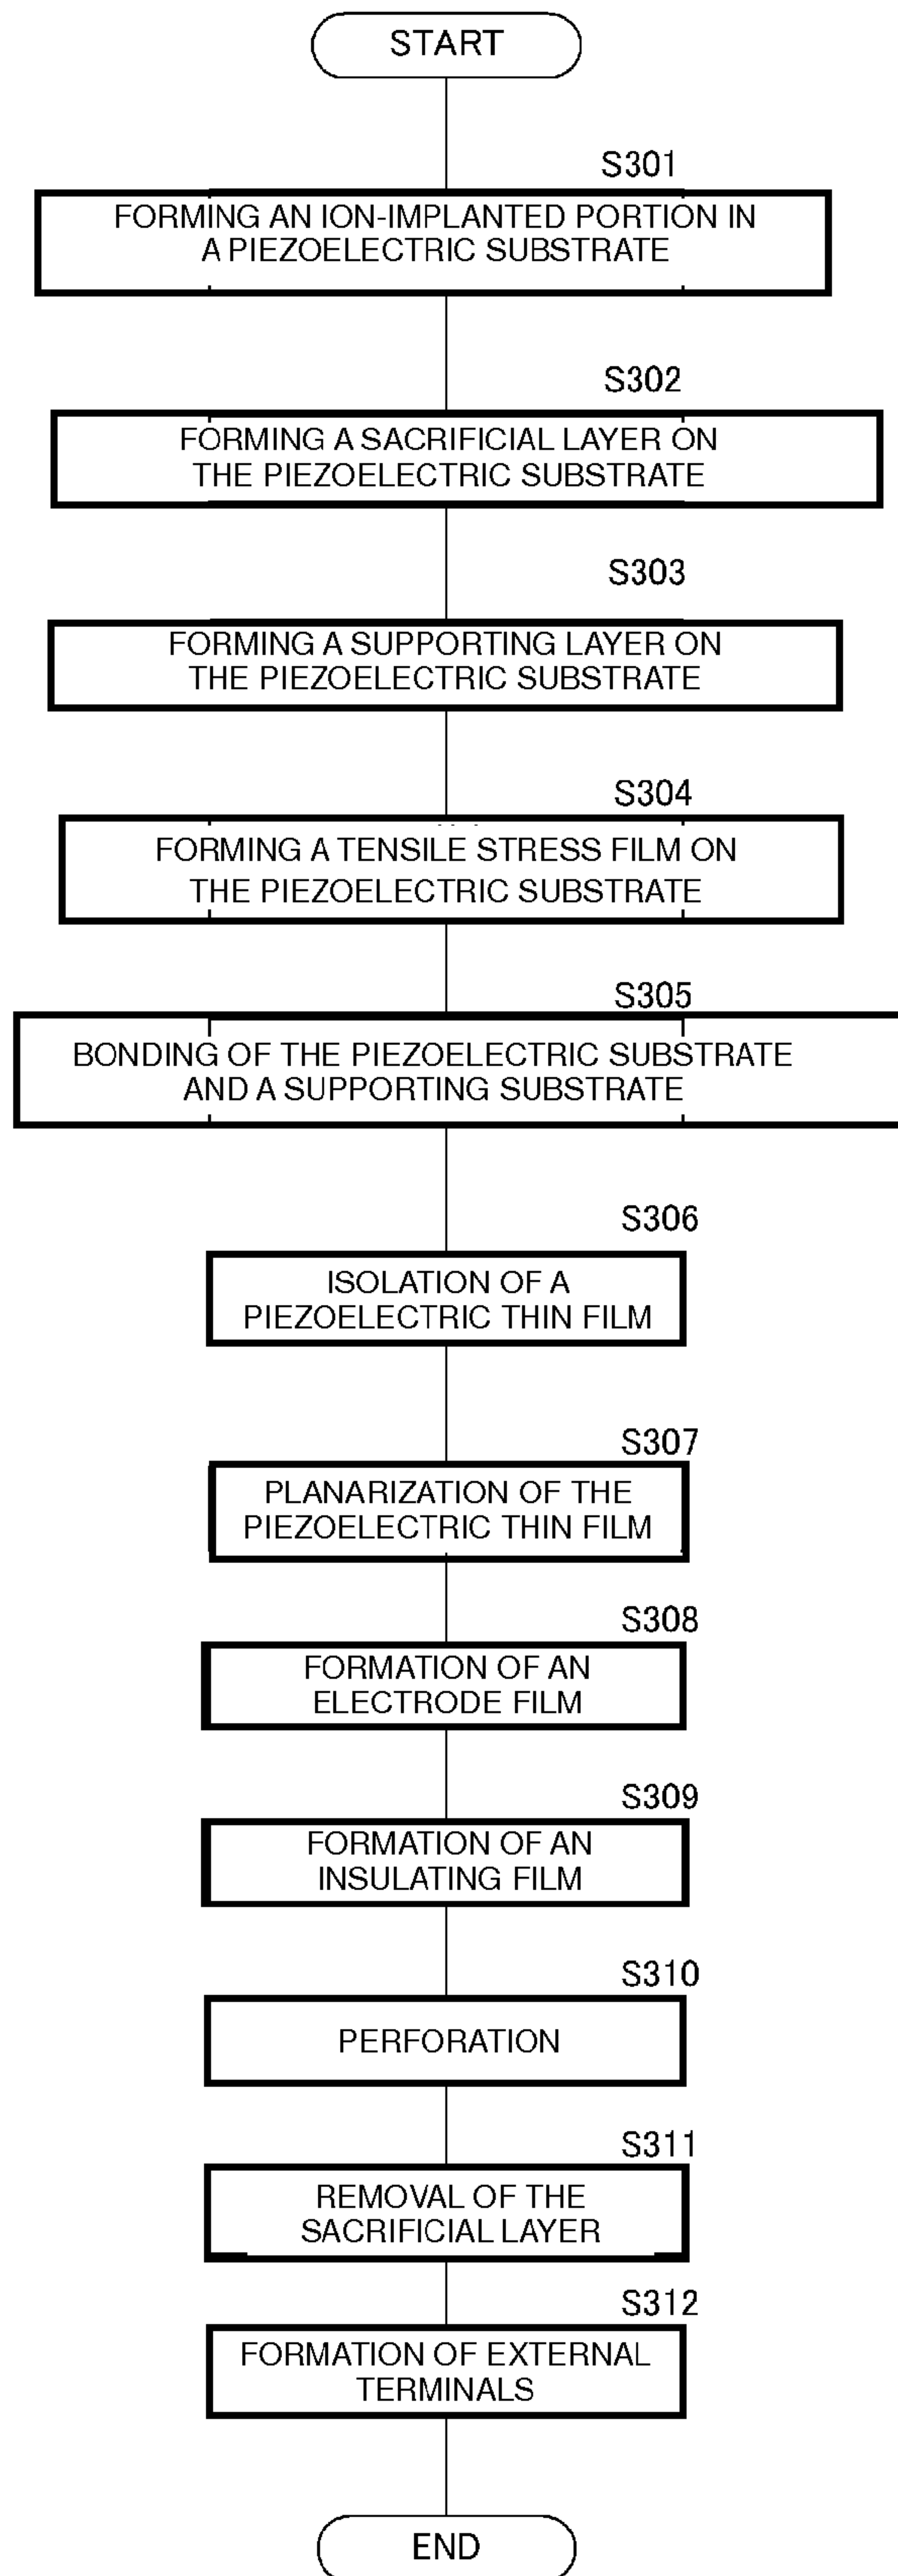 START
S301
FORMING AN ION-IMPLANTED PORTION IN
A PIEZOELECTRIC SUBSTRATE
S302
FORMING A SACRIFICIAL LAYER ON
THE PIEZOELECTRIC SUBSTRATE
S303
FORMING A SUPPORTING LAYER ON
THE PIEZOELECTRIC SUBSTRATE
S304
FORMING A TENSILE STRESS FILM ON
THE PIEZOELECTRIC SUBSTRATE
S305
BONDING OF THE PIEZOELECTRIC SUBSTRATE
AND A SUPPORTING SUBSTRATE
S306
ISOLATION OF A
PIEZOELECTRIC THIN FILM
S307
PLANARIZATION OF THE
PIEZOELECTRIC THIN FILM
S308
FORMATION OF AN
ELECTRODE FILM
S309
FORMATION OF AN
INSULATING FILM
S310
PERFORATION
S311
REMOVAL OF THE
SACRIFICIAL LAYER
S312
FORMATION OF EXTERNAL
TERMINALS
END